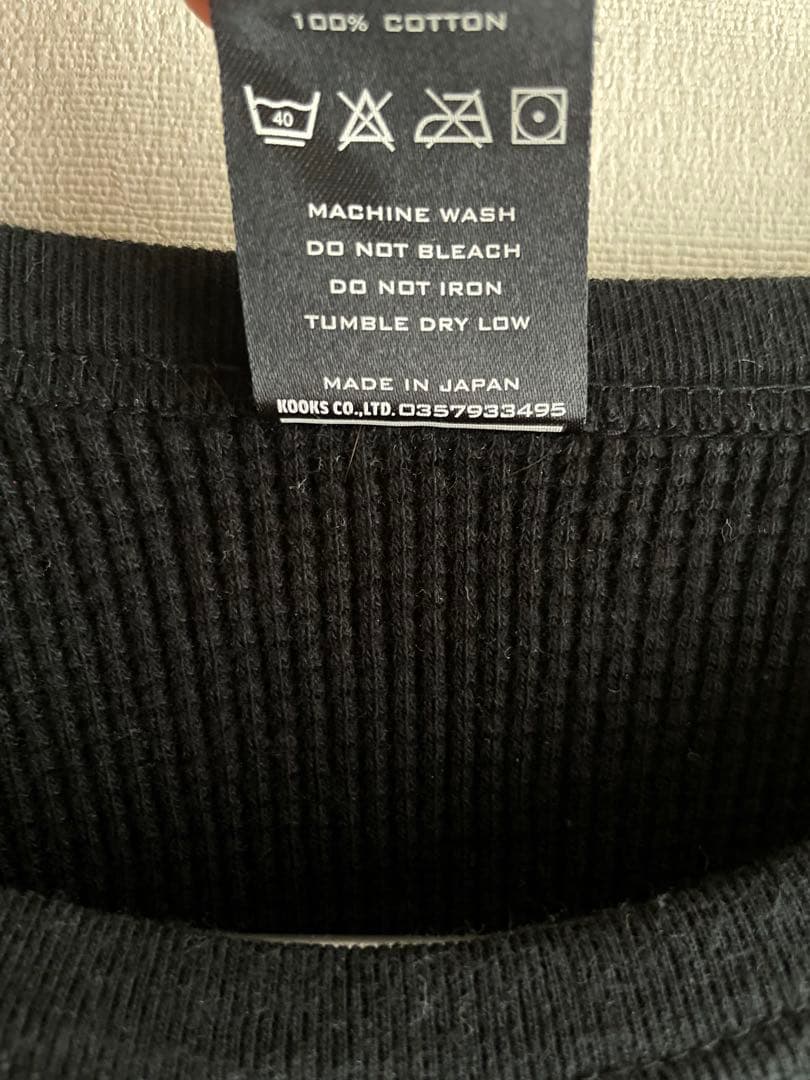 100% COTTON
40
MACHINE WASH
DO NOT BLEACH
DO NOT IRON
TUMBLE DRY LOW
MADE IN JAPAN
KOOKS CO.,LTD.0357933495